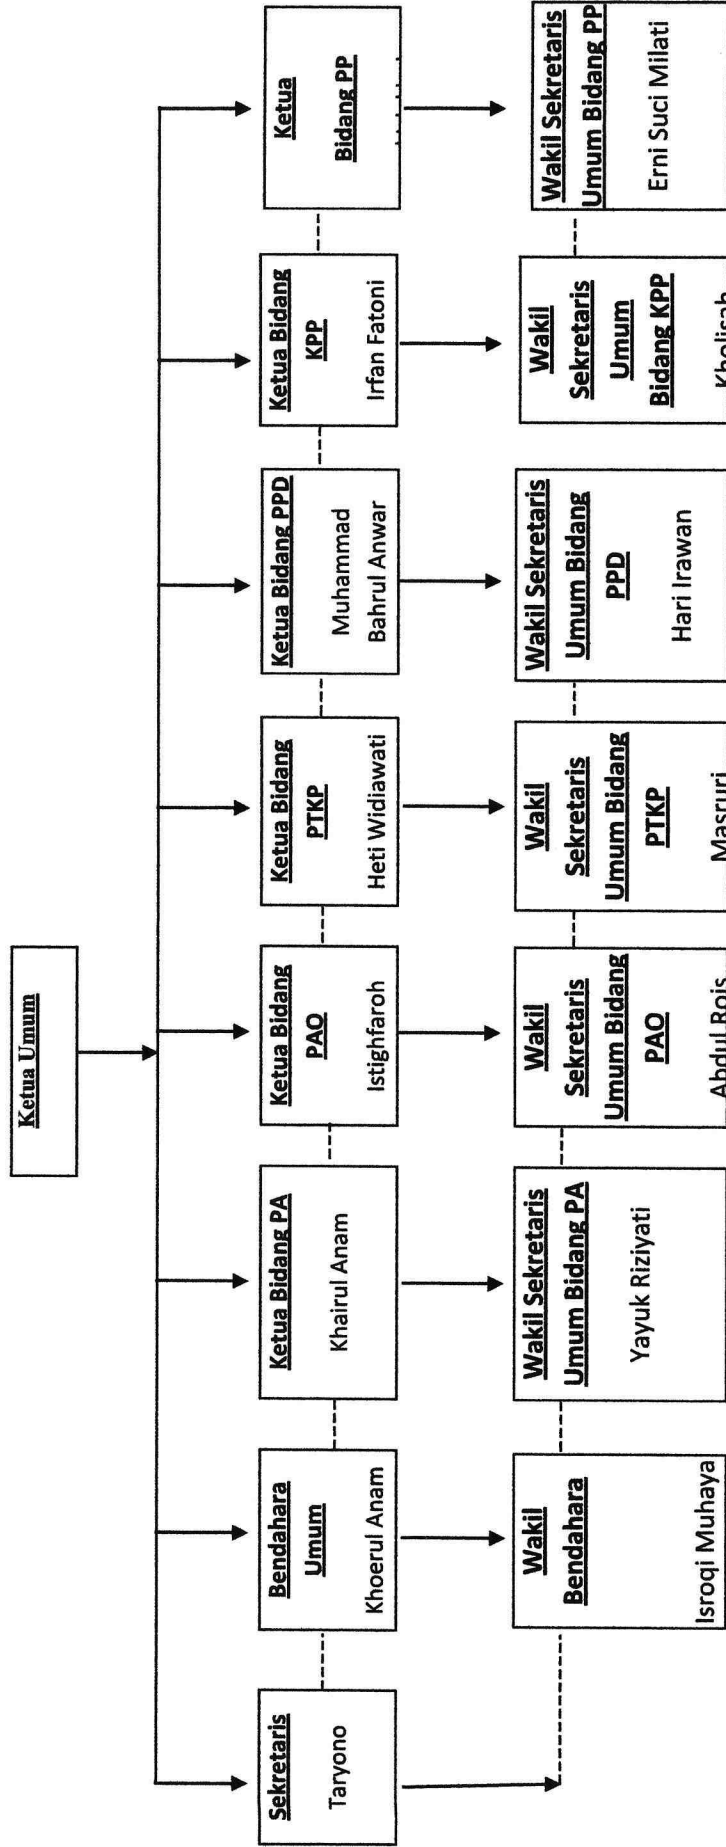 Ketua Umum
Sekretaris
Taryono
Bendahara
Umum
Khoerul Anam
Ketua Bidang PA
Khairul Anam
Ketua Bidang
PAO
Istighfaroh
Ketua Bidang
PTKP
Heti Widiawati
Ketua Bidang PPD
Muhammad
Bahrul Anwar
Ketua Bidang
KPP
Irfan Fatoni
Ketua
Bidang PP
Wakil
Bendahara
Isroqi Muhaya
Wakil Sekretaris
Umum Bidang PA
Yayuk Riziyati
Wakil
Sekretaris
Umum Bidang
PAO
Abdul Rois
Wakil
Sekretaris
Umum Bidang
PTKP
Masruri
Wakil Sekretaris
Umum Bidang
PPD
Hari Irawan
Wakil
Sekretaris
Umum
Bidang KPP
Kholisah
Wakil Sekretaris
Umum Bidang PP
Erni Suci Milati